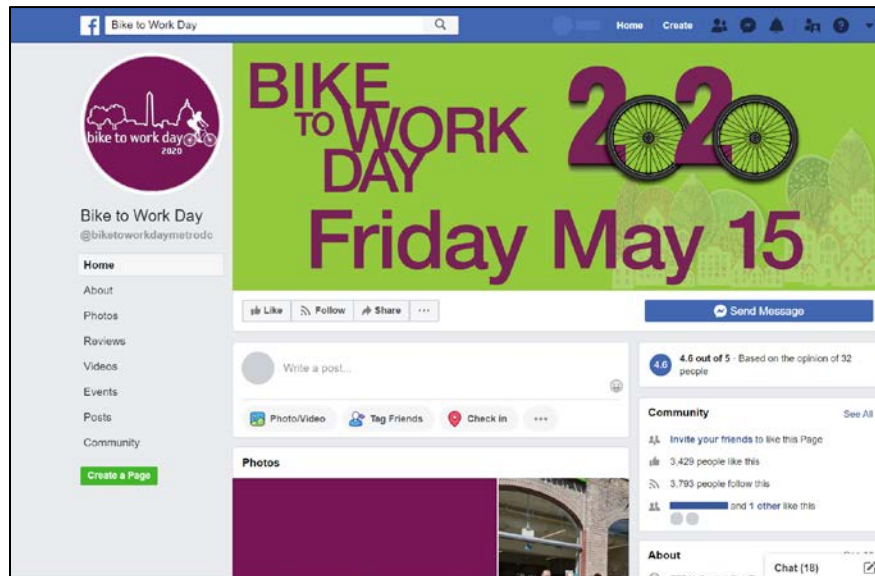 Bike to Work Day
Home Create
bike to work day
2020
BIKE
TO WORK
DAY
2020
Friday May 15
Bike to Work Day
@biketoworkdaymetrodc
Home
About
Photos
Reviews
Videos
Events
Posts
Community
Create a Page
Like Follow Share ...
Send Message
Write a post...
Photo/Video Tag Friends Check in ...
Photos
4.6 4.6 out of 5 · Based on the opinion of 32
people
Community See All
Invite your friends to like this Page
3,429 people like this
3,793 people follow this
and 1 other like this
About
Chat (18)